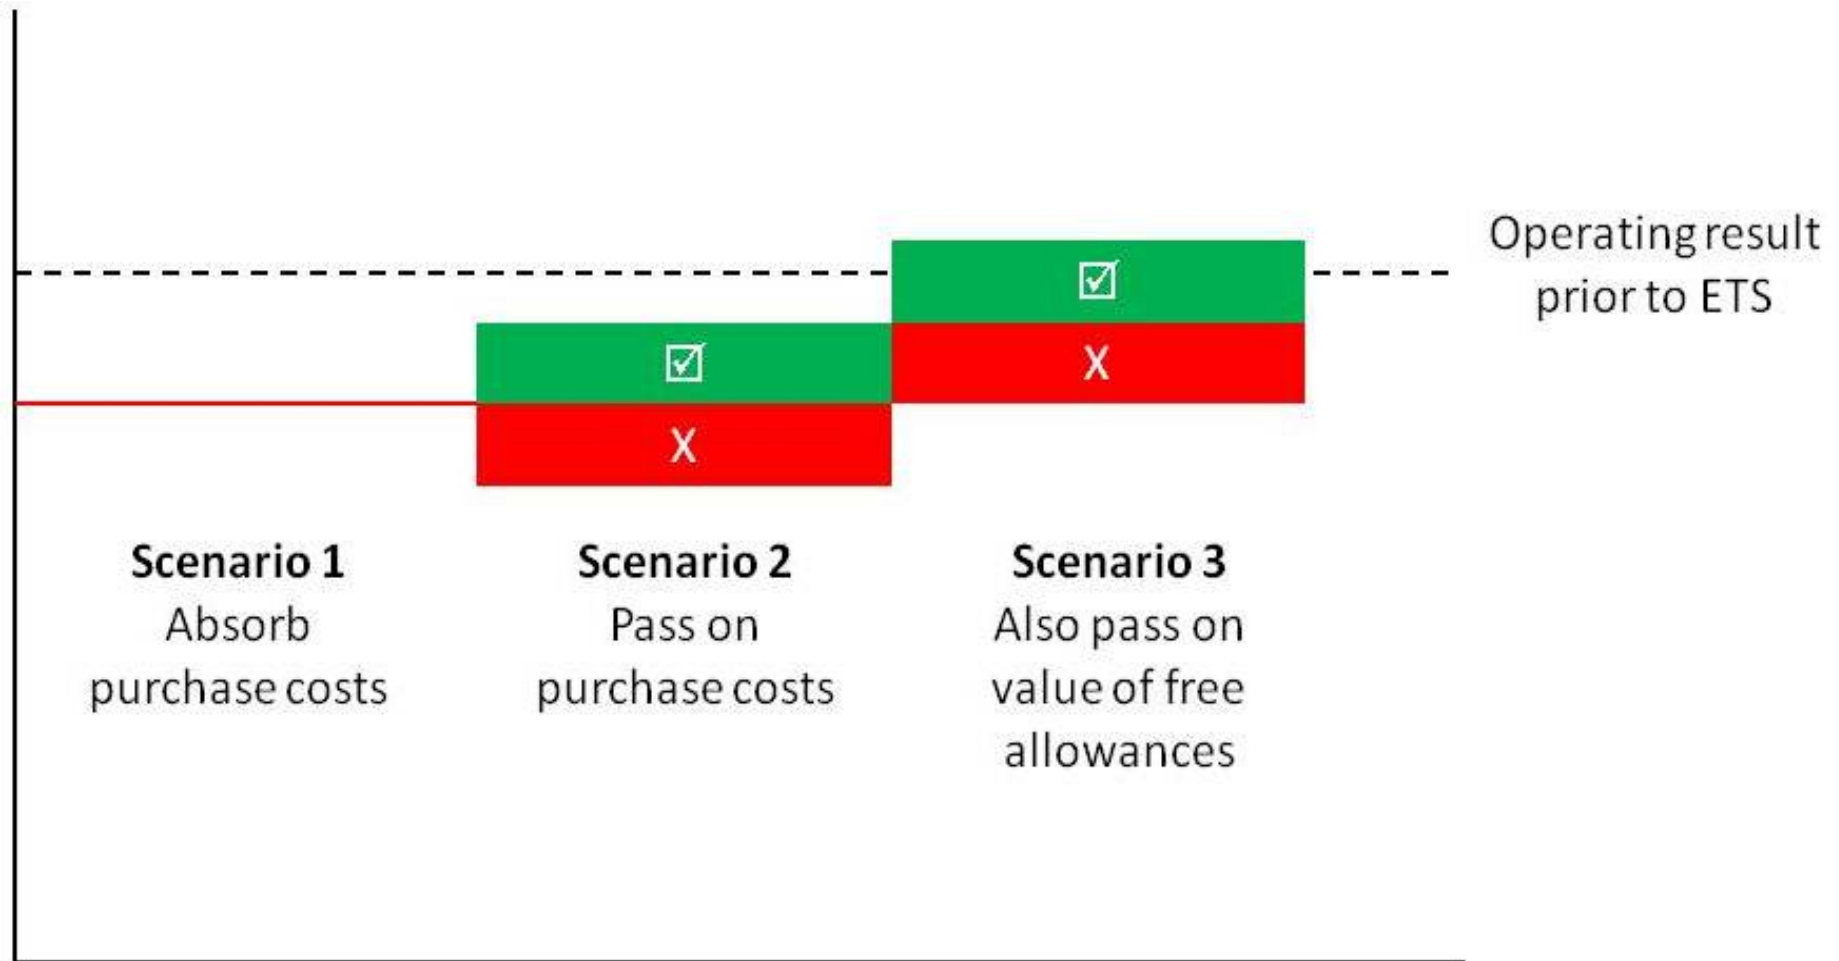 Operating result
prior to ETS
☑
☑
X
X
Scenario 1
Absorb
purchase costs
Scenario 2
Pass on
purchase costs
Scenario 3
Also pass on
value of free
allowances